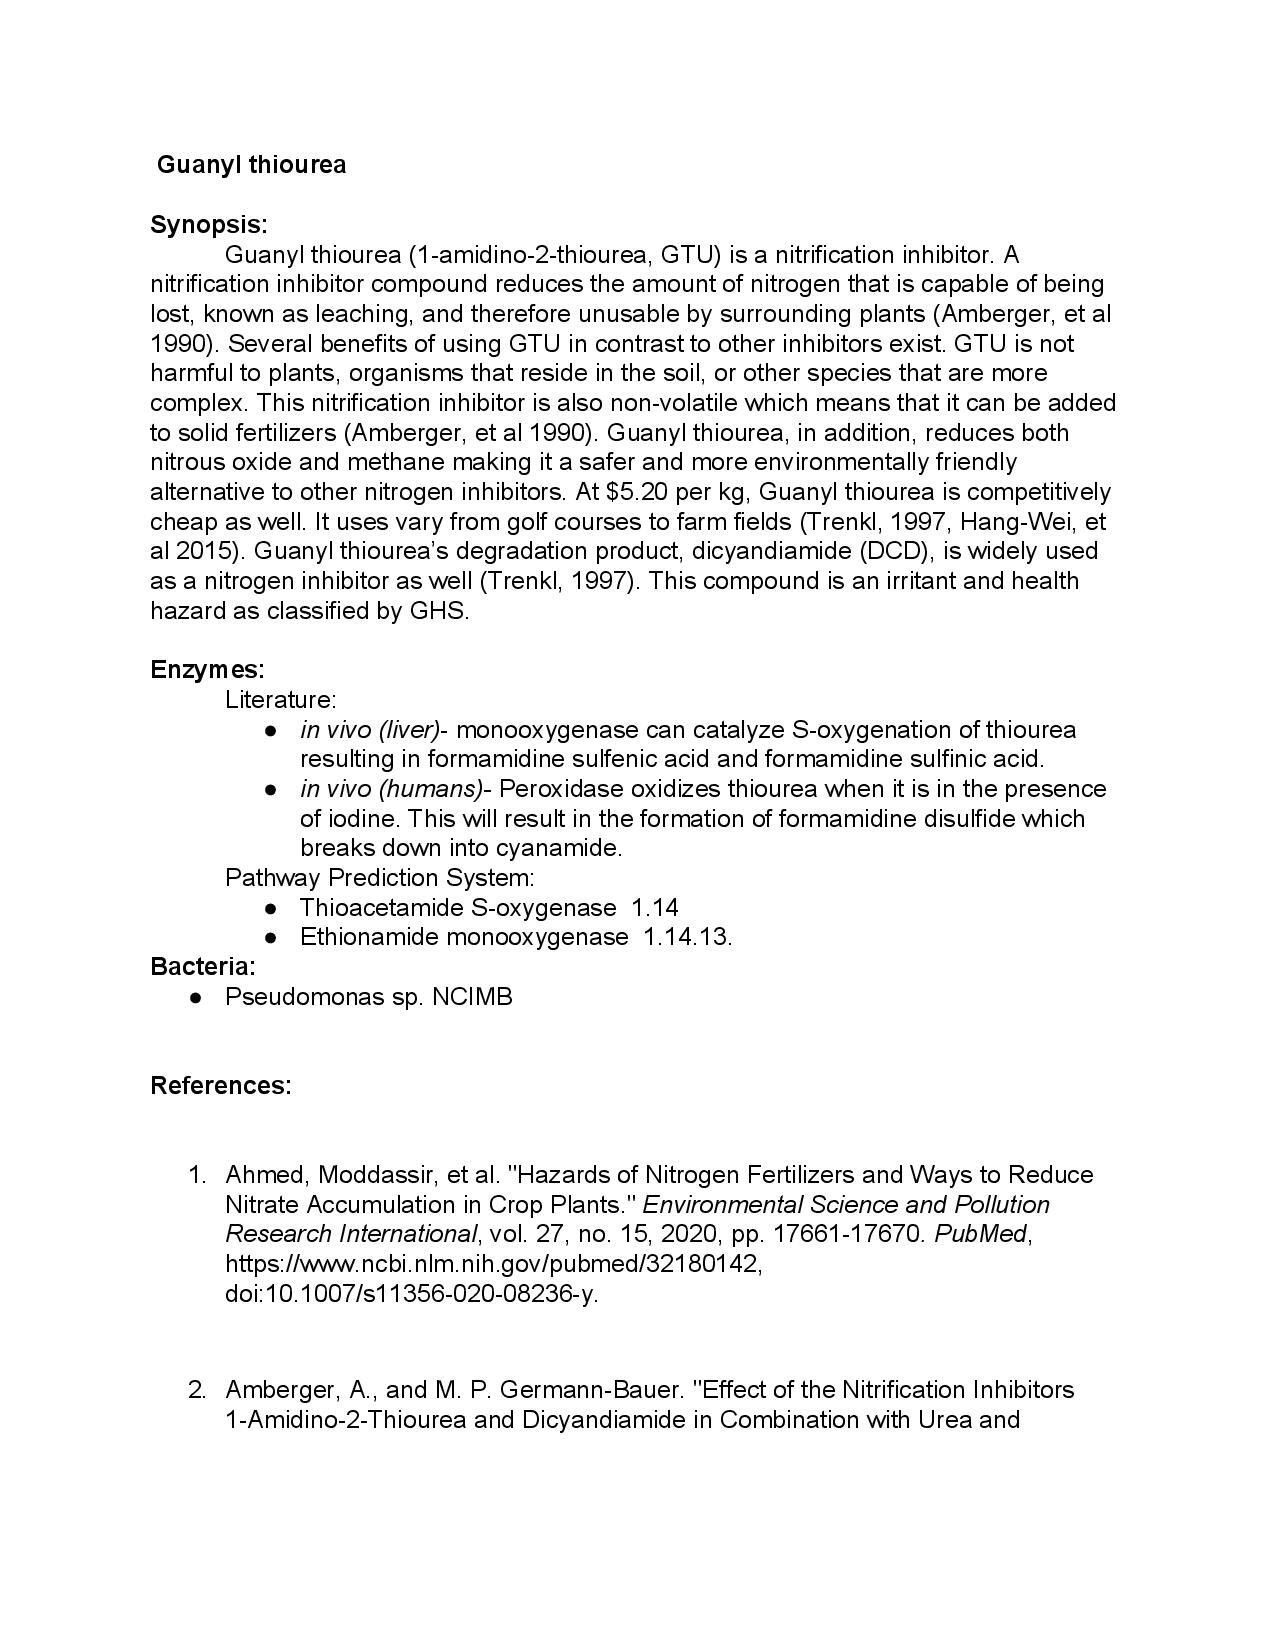 Guanyl thiourea
Synopsis:
Guanyl thiourea (1-amidino-2-thiourea, GTU) is a nitrification inhibitor. A
nitrification inhibitor compound reduces the amount of nitrogen that is capable of being
lost, known as leaching, and therefore unusable by surrounding plants (Amberger, et al
1990). Several benefits of using GTU in contrast to other inhibitors exist. GTU is not
harmful to plants, organisms that reside in the soil, or other species that are more
complex. This nitrification inhibitor is also non-volatile which means that it can be added
to solid fertilizers (Amberger, et al 1990). Guanyl thiourea, in addition, reduces both
nitrous oxide and methane making it a safer and more environmentally friendly
alternative to other nitrogen inhibitors. At $5.20 per kg, Guanyl thiourea is competitively
cheap as well. It uses vary from golf courses to farm fields (Trenkl, 1997, Hang-Wei, et
al 2015). Guanyl thiourea’s degradation product, dicyandiamide (DCD), is widely used
as a nitrogen inhibitor as well (Trenkl, 1997). This compound is an irritant and health
hazard as classified by GHS.
Enzymes:
Literature:
● in vivo (liver)- monooxygenase can catalyze S-oxygenation of thiourea
resulting in formamidine sulfenic acid and formamidine sulfinic acid.
● in vivo (humans)- Peroxidase oxidizes thiourea when it is in the presence
of iodine. This will result in the formation of formamidine disulfide which
breaks down into cyanamide.
Pathway Prediction System:
● Thioacetamide S-oxygenase 1.14
● Ethionamide monooxygenase 1.14.13.
Bacteria:
● Pseudomonas sp. NCIMB
References:
1. Ahmed, Moddassir, et al. "Hazards of Nitrogen Fertilizers and Ways to Reduce
Nitrate Accumulation in Crop Plants." Environmental Science and Pollution
Research International, vol. 27, no. 15, 2020, pp. 17661-17670. PubMed,
https://www.ncbi.nlm.nih.gov/pubmed/32180142,
doi:10.1007/s11356-020-08236-y.
2. Amberger, A., and M. P. Germann-Bauer. "Effect of the Nitrification Inhibitors
1-Amidino-2-Thiourea and Dicyandiamide in Combination with Urea and